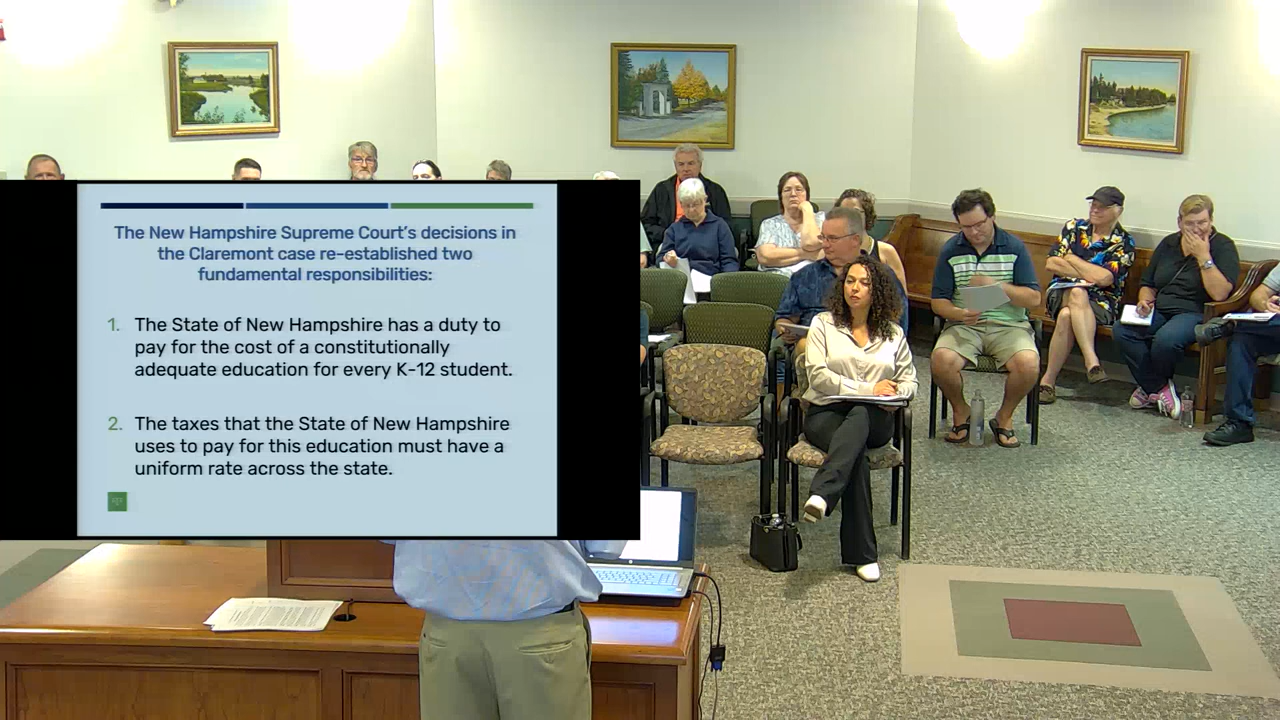 The New Hampshire Supreme Court's decisions in
the Claremont case re-established two
fundamental responsibilities:
1. The State of New Hampshire has a duty to
pay for the cost of a constitutionally
adequate education for every K-12 student.
2. The taxes that the State of New Hampshire
uses to pay for this education must have a
uniform rate across the state.